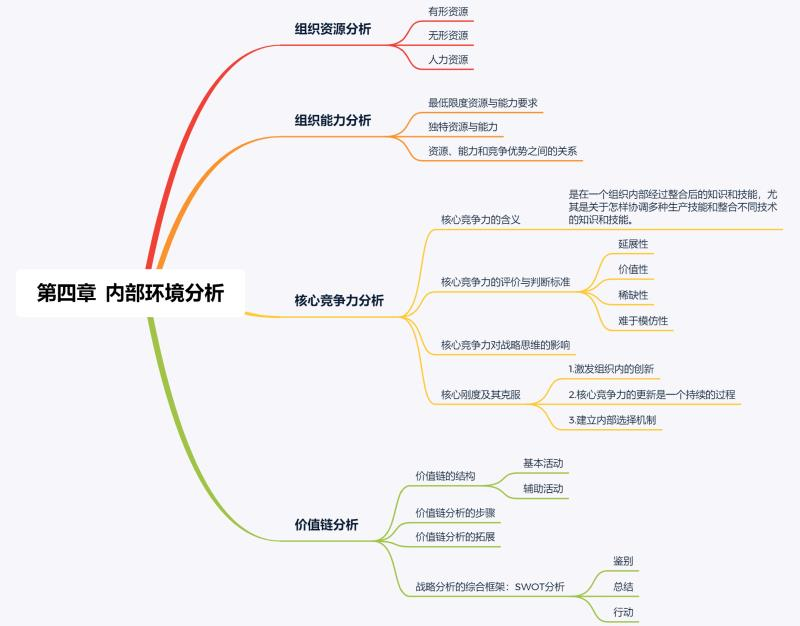 第四章 内部环境分析
组织资源分析
有形资源
无形资源
人力资源
组织能力分析
最低限度资源与能力要求
独特资源与能力
资源、能力和竞争优势之间的关系
核心竞争力分析
核心竞争力的含义
是在一个组织内部经过整合后的知识和技能，尤
其是关于怎样协调多种生产技能和整合不同技术
的知识和技能。
核心竞争力的评价与判断标准
延展性
价值性
稀缺性
难于模仿性
核心竞争力对战略思维的影响
核心刚度及其克服
1.激发组织内的创新
2.核心竞争力的更新是一个持续的过程
3.建立内部选择机制
价值链分析
价值链的结构
基本活动
辅助活动
价值链分析的步骤
价值链分析的拓展
战略分析的综合框架：SWOT分析
鉴别
总结
行动